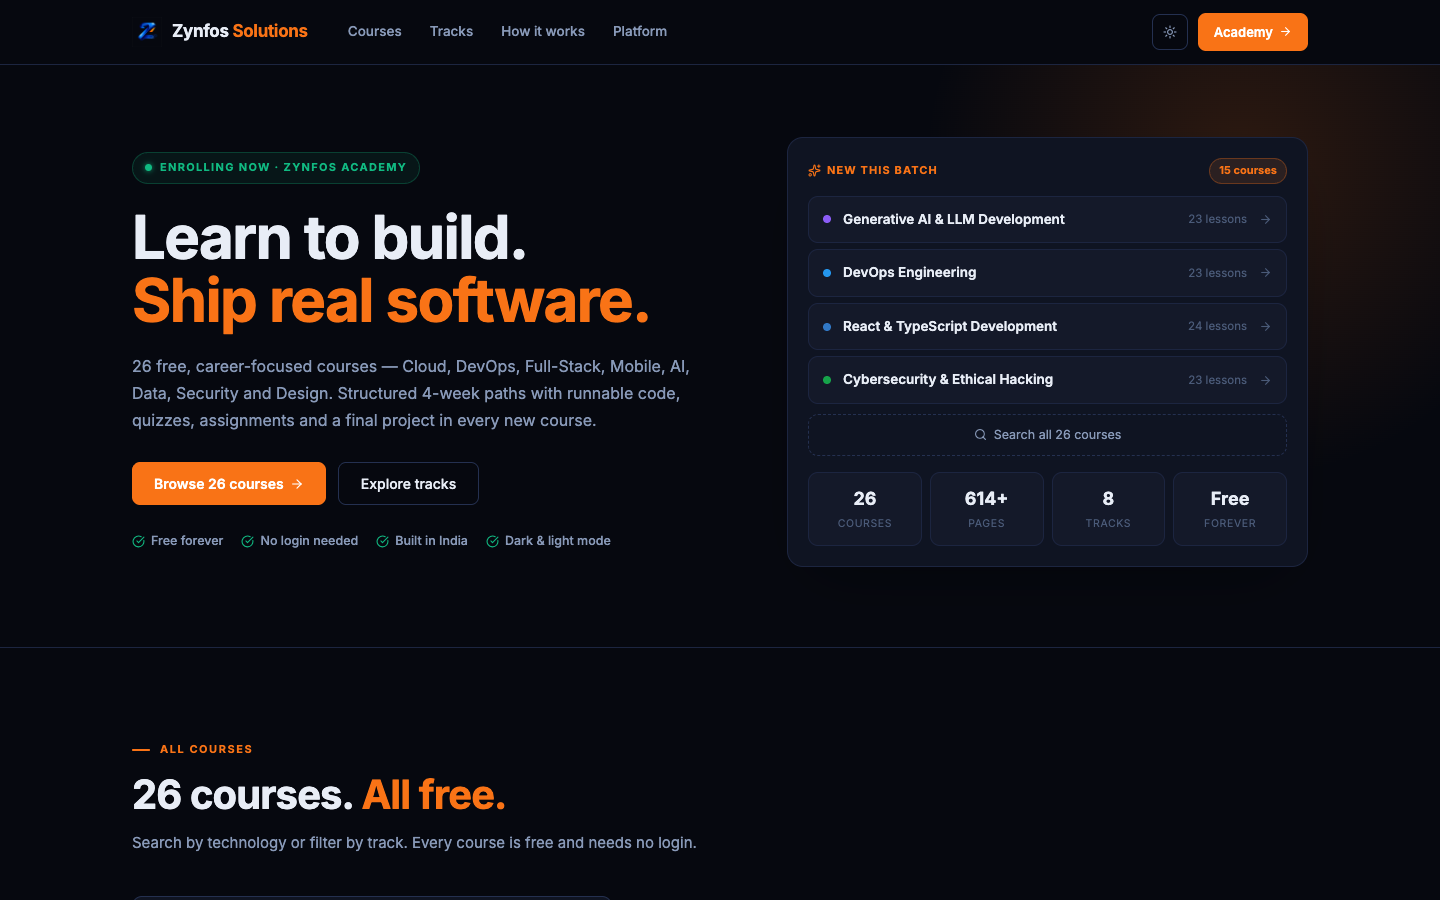 Zynfos Solutions
Courses
Tracks
How it works
Platform
Academy
ENROLLING NOW · ZYNFOS ACADEMY
Learn to build.
Ship real software.
26 free, career-focused courses — Cloud, DevOps, Full-Stack, Mobile, AI,
Data, Security and Design. Structured 4-week paths with runnable code,
quizzes, assignments and a final project in every new course.
Browse 26 courses
Explore tracks
Free forever
No login needed
Built in India
Dark & light mode
NEW THIS BATCH
15 courses
Generative AI & LLM Development
23 lessons
DevOps Engineering
23 lessons
React & TypeScript Development
24 lessons
Cybersecurity & Ethical Hacking
23 lessons
Search all 26 courses
26
COURSES
614+
PAGES
8
TRACKS
Free
FOREVER
ALL COURSES
26 courses. All free.
Search by technology or filter by track. Every course is free and needs no login.